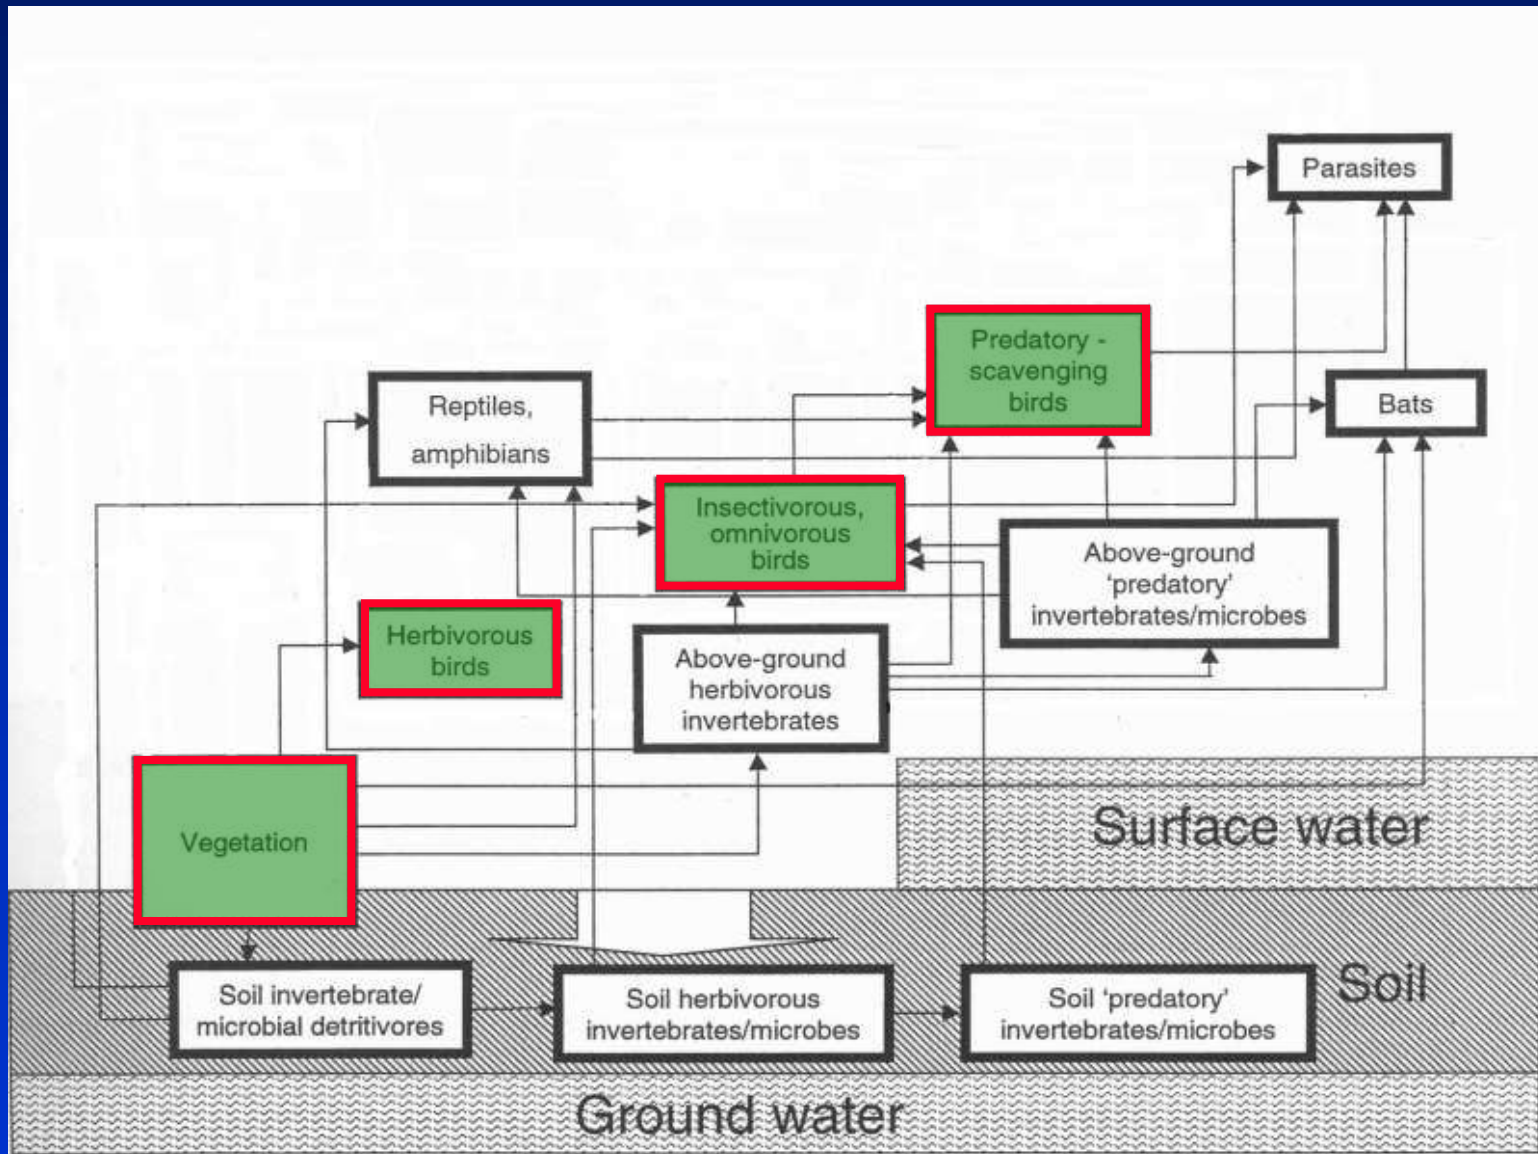 Parasites
Predatory -
scavenging
birds
Bats
Reptiles,
amphibians
Insectivorous,
omnivorous
birds
Above-ground
‘predatory’
invertebrates/microbes
Herbivorous
birds
Above-ground
herbivorous
invertebrates
Vegetation
Surface water
Soil
Soil invertebrate/
microbial detritivores
Soil herbivorous
invertebrates/microbes
Soil ‘predatory’
invertebrates/microbes
Ground water